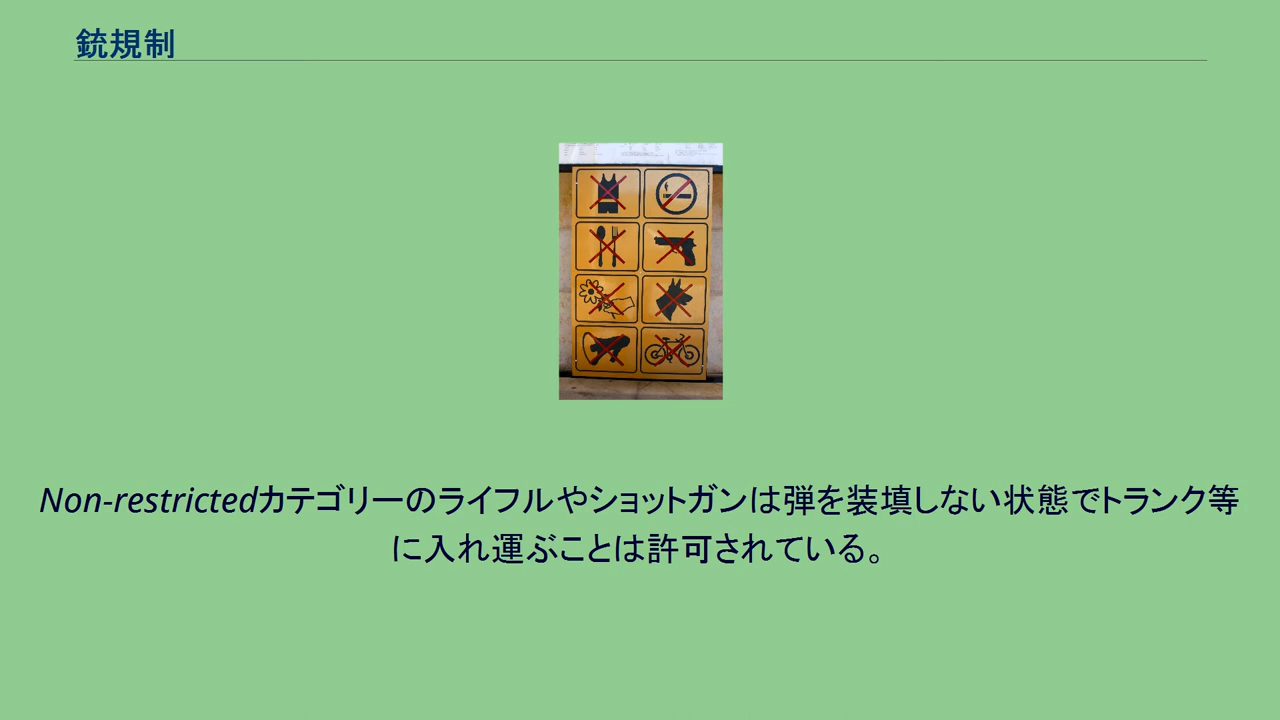 銃規制
Non-restrictedカテゴリーのライフルやショットガンは弾を装填しない状態でトランク等
に入れ運ぶことは許可されている。